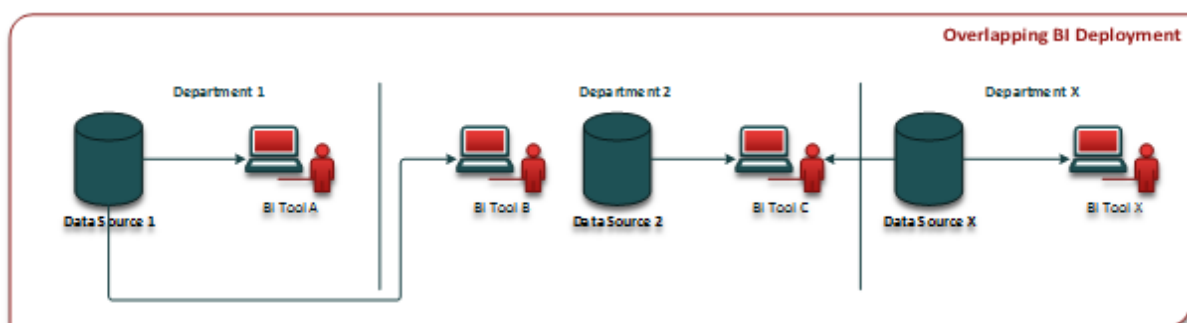 Overlapping BI Deployment
Department 1
Department 2
Department X
BI Tool A
BI Tool B
BI Tool C
BI Tool X
Data Source 1
Data Source 2
Data Source X